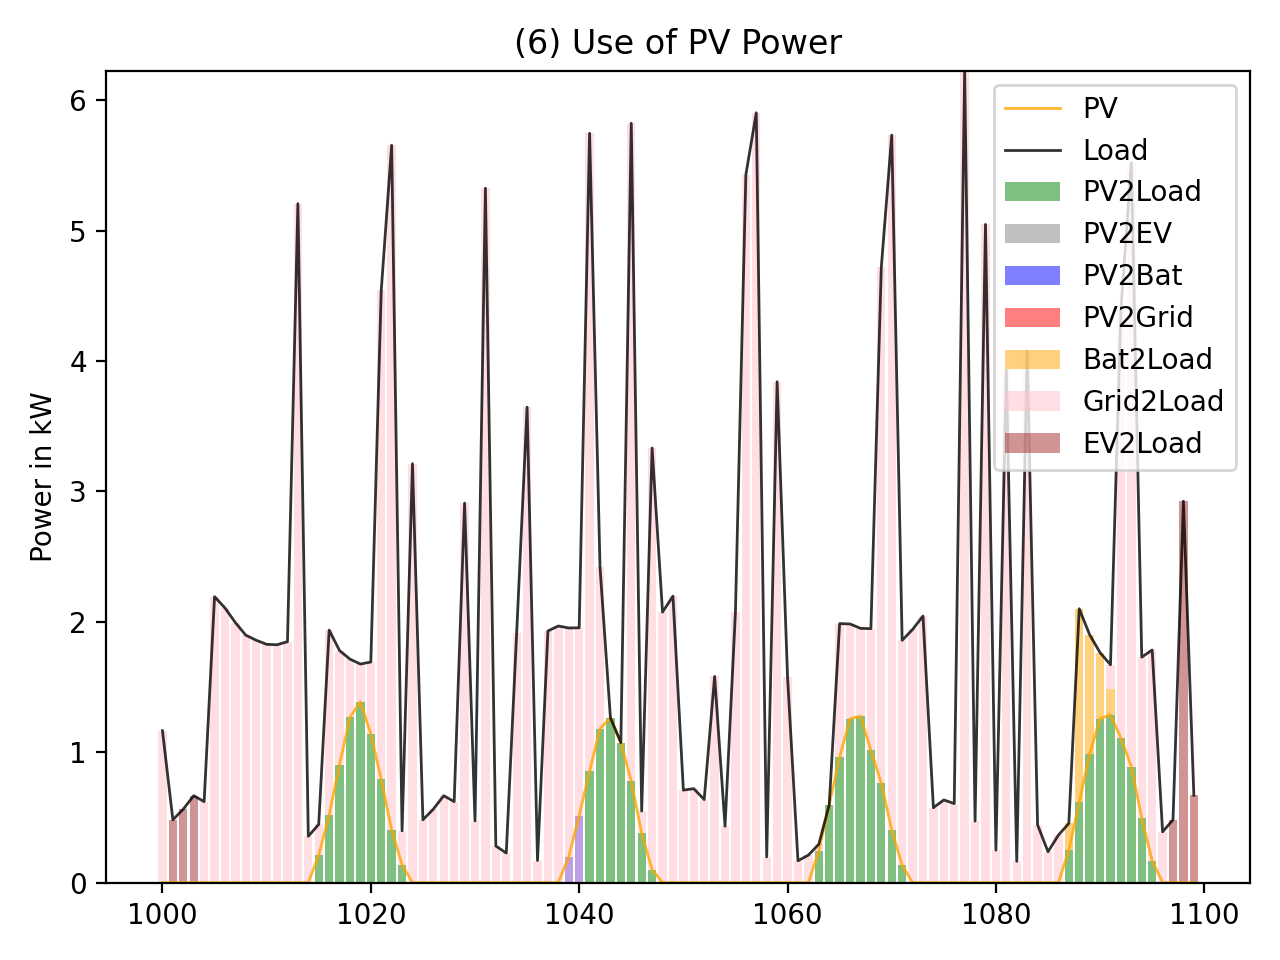 (6) Use of PV Power
Power in kW
6
5
4
3
2
1
0
1000 1020 1040 1060 1080 1100
PV
Load
PV2Load
PV2EV
PV2Bat
PV2Grid
Bat2Load
Grid2Load
EV2Load